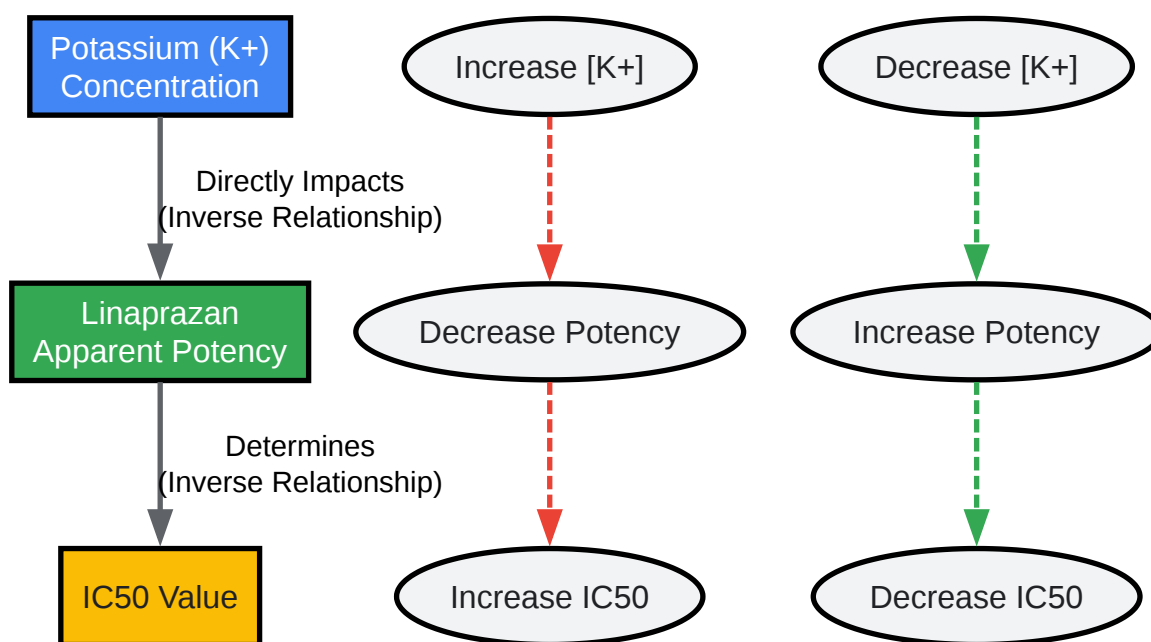 Potassium (K+)
Concentration
Increase [K+]
Decrease [K+]
Directly Impacts
(Inverse Relationship)
Linaprazan
Apparent Potency
Decrease Potency
Increase Potency
Determines
(Inverse Relationship)
IC50 Value
Increase IC50
Decrease IC50